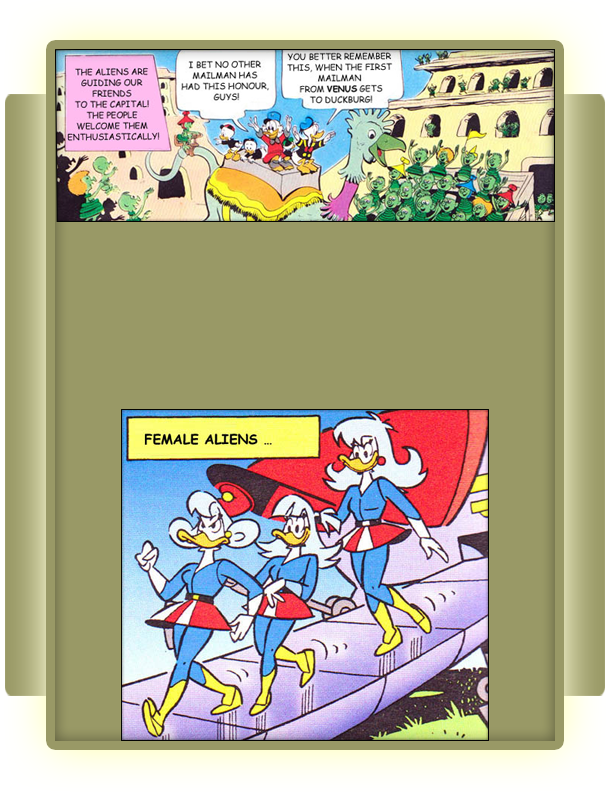 THE ALIENS ARE
GUIDING OUR
FRIENDS
TO THE CAPITAL!
THE PEOPLE
WELCOME THEM
ENTHUSIASTICALLY!
I BET NO OTHER
MAILMAN HAS
HAD THIS HONOUR,
GUYS!
YOU BETTER REMEMBER
THIS, WHEN THE FIRST
MAILMAN
FROM VENUS GETS
TO DUCKBURG!
FEMALE ALIENS ...